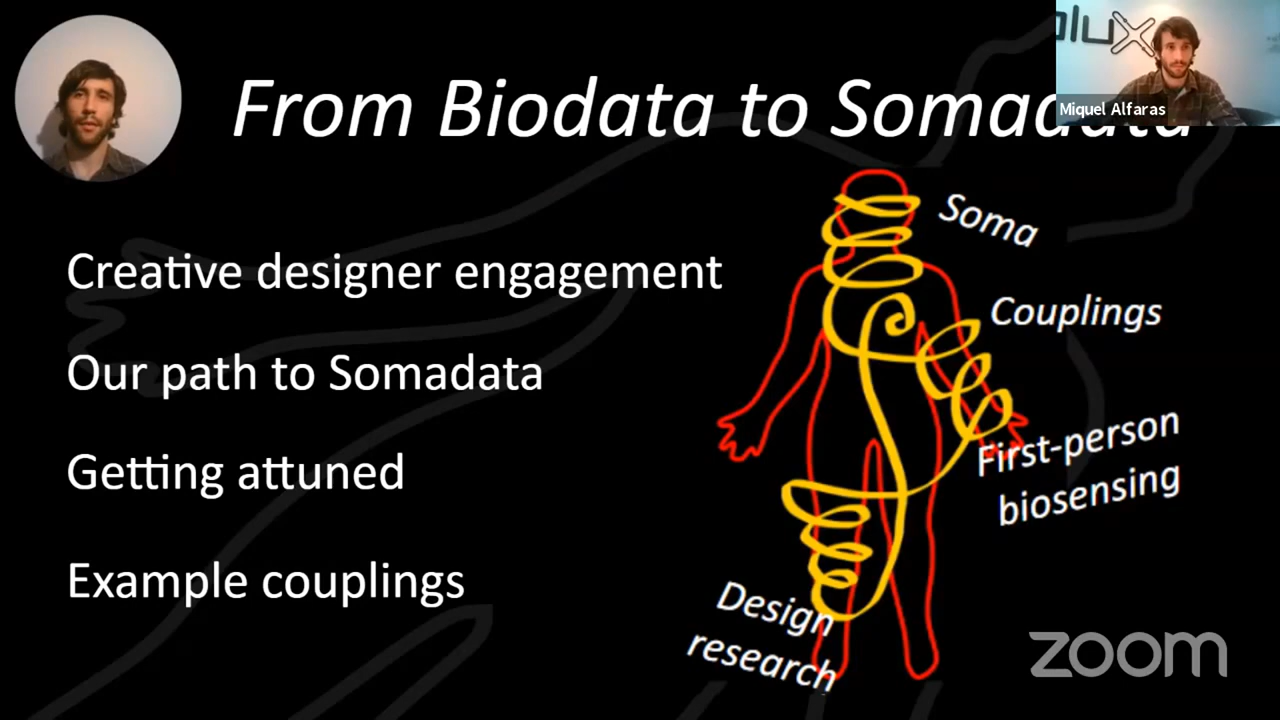 From Biodata to Somadata
plux
Miquel Alfaras
Soma
Creative designer engagement
Couplings
Our path to Somadata
First-person
biosensing
Getting attuned
Example couplings
Design
research
zoom